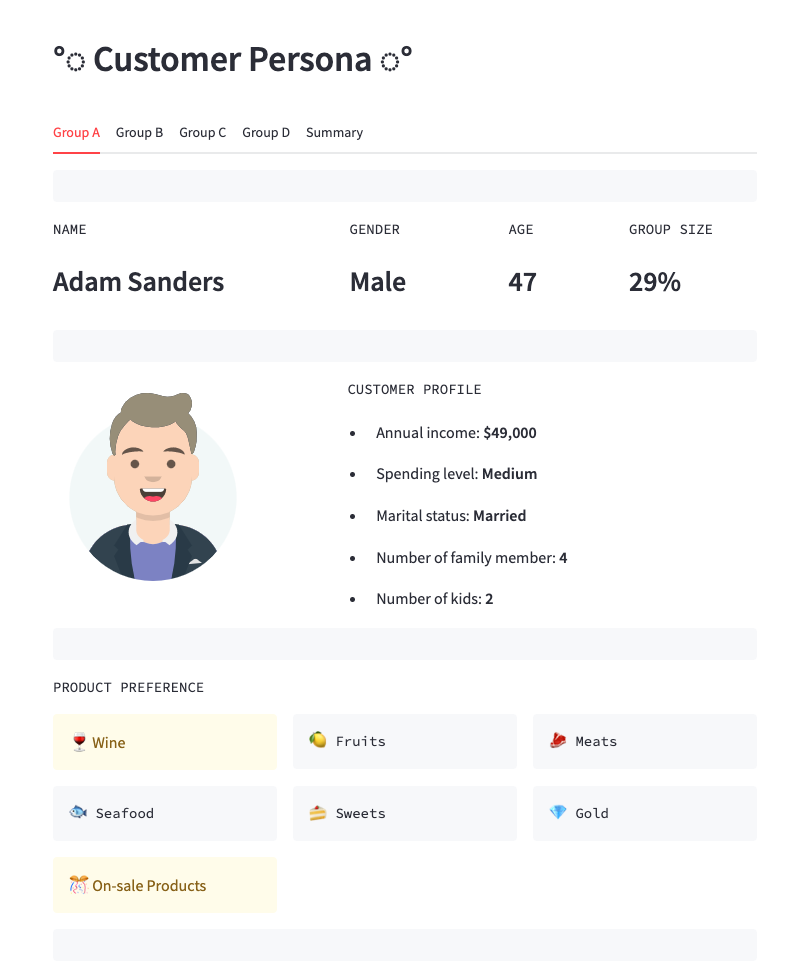 °◌ Customer Persona ◌°
Group A Group B Group C Group D Summary
NAME GENDER AGE GROUP SIZE
Adam Sanders Male 47 29%
CUSTOMER PROFILE
• Annual income: $49,000
• Spending level: Medium
• Marital status: Married
• Number of family member: 4
• Number of kids: 2
PRODUCT PREFERENCE
🍷 Wine 🍋 Fruits 🥩 Meats
🐟 Seafood 🍰 Sweets 💎 Gold
🎊 On-sale Products